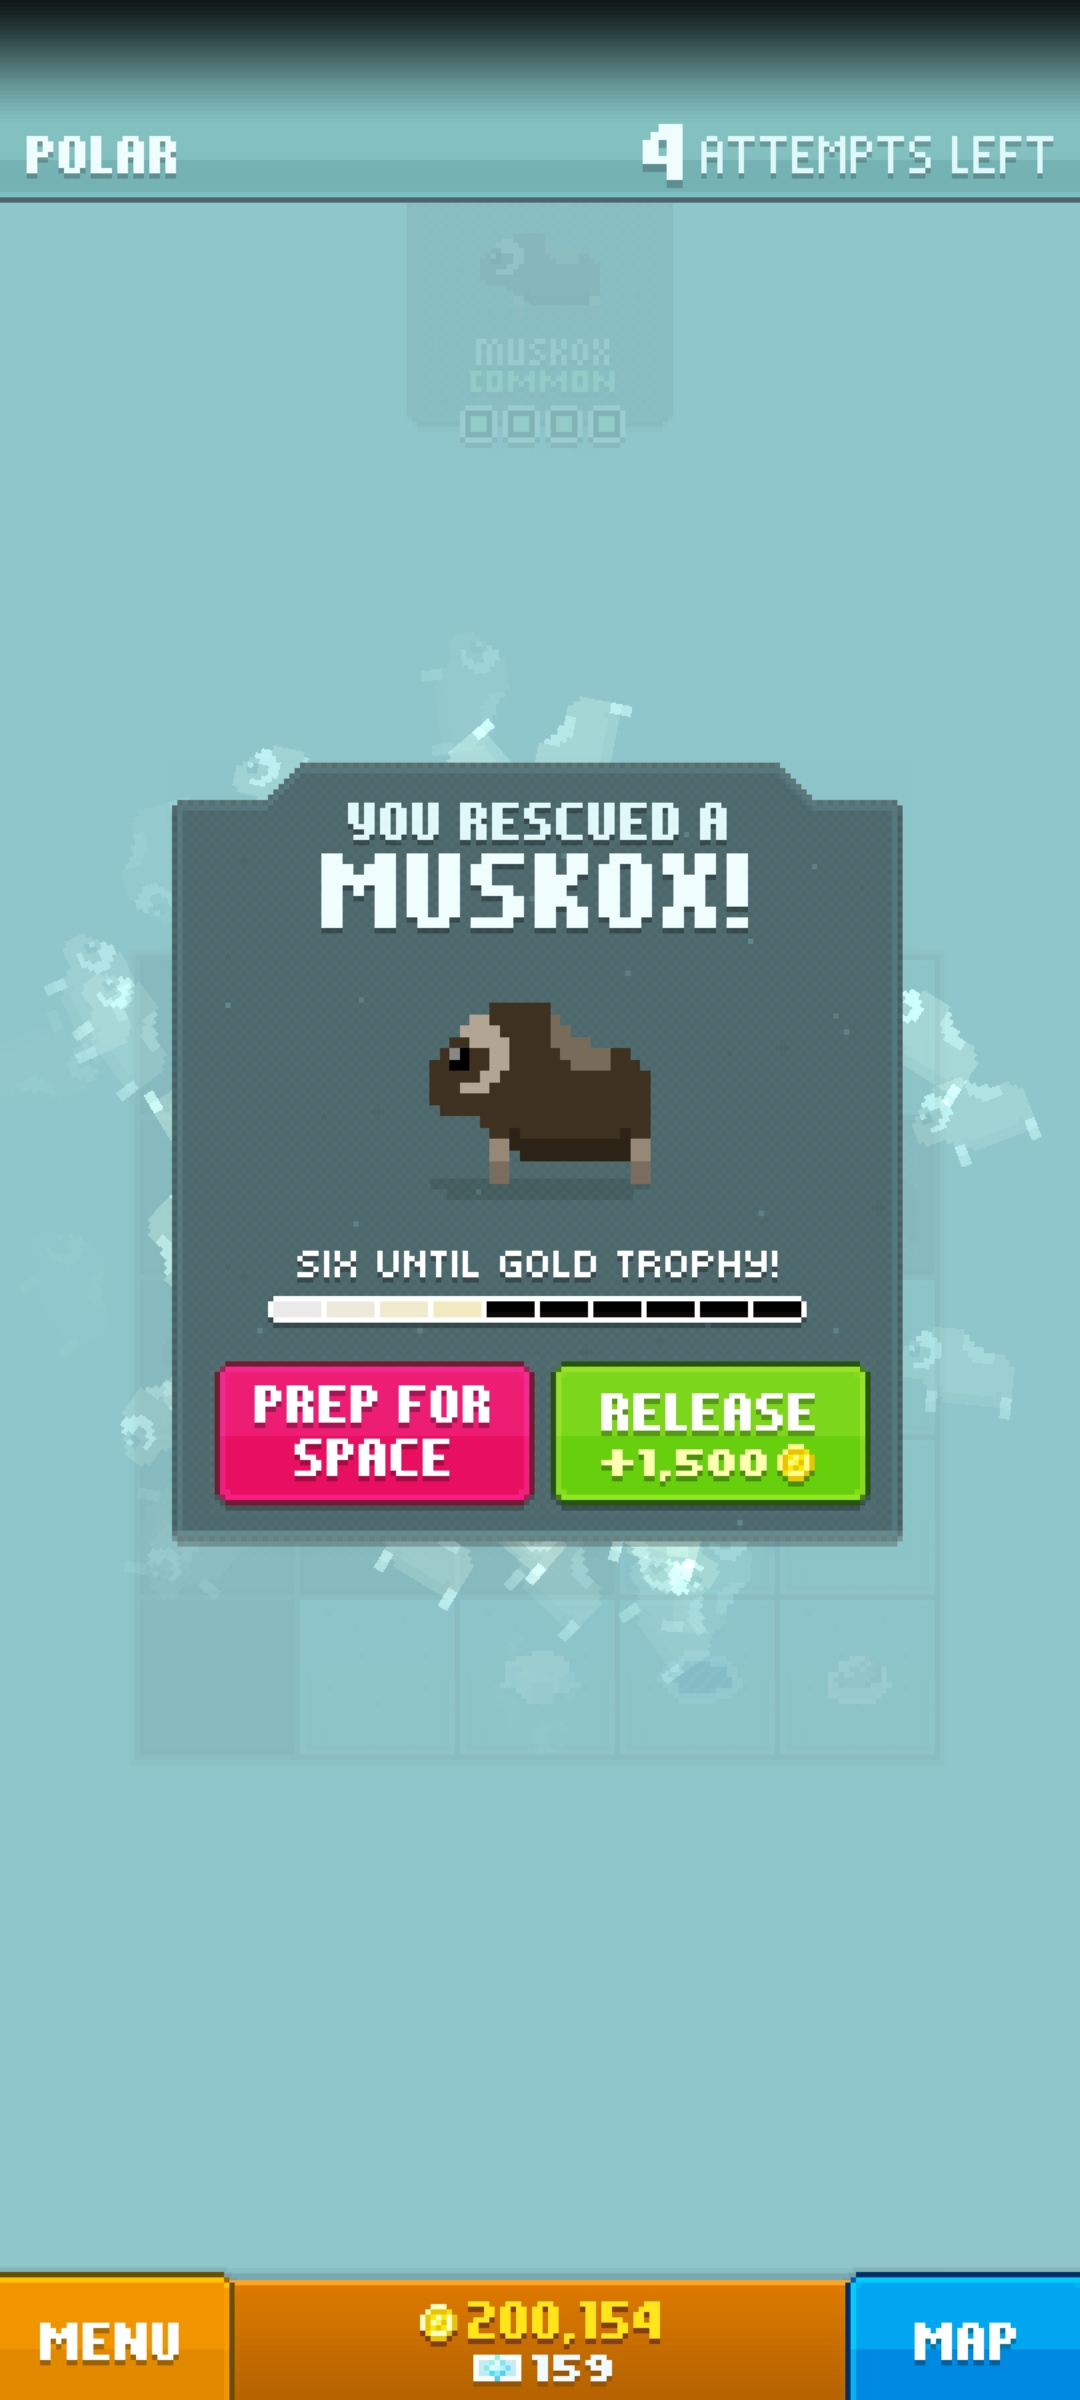 POLAR
4 ATTEMPTS LEFT
MUSKOX
COMMON
YOU RESCUED A
MUSKOX!
SIX UNTIL GOLD TROPHY!
PREP FOR
SPACE
RELEASE
+1,500
MENU
200,154
159
MAP